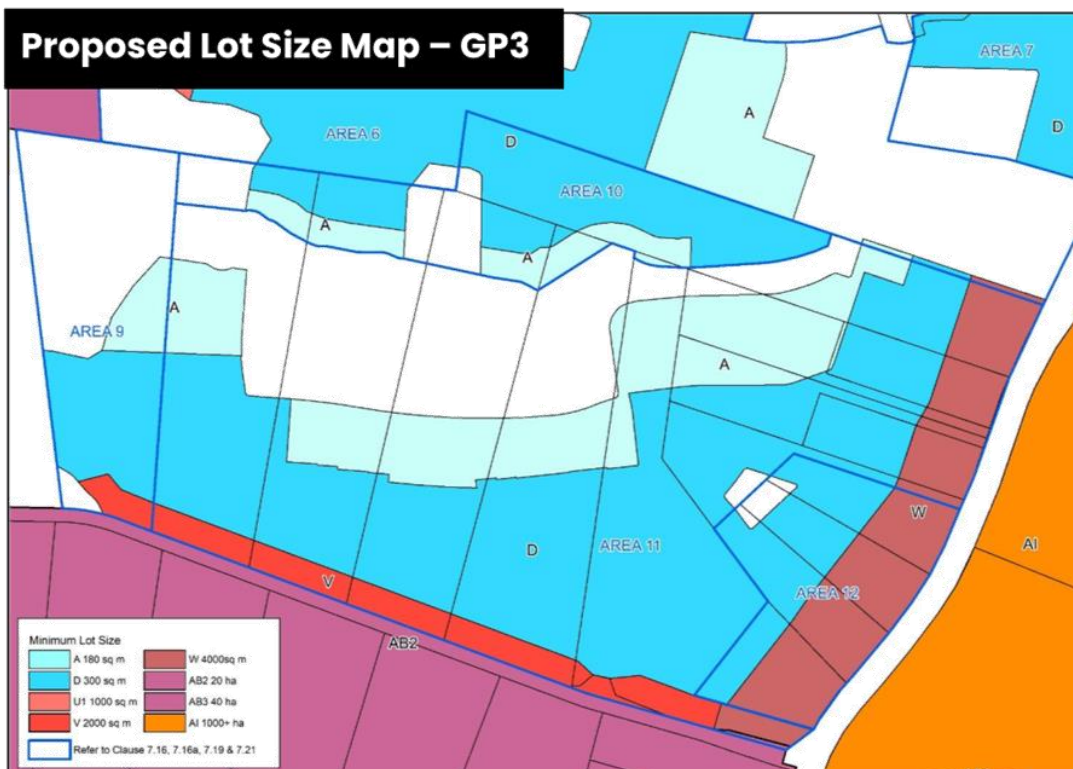 Proposed Lot Size Map – GP3
AREA 7
A
AREA 6
D
D
AREA 10
A
A
A
AREA 9
A
W
D
AREA 11
AI
V
AREA 12
AB2
Minimum Lot Size
A 180 sq m
W 4000sq m
D 300 sq m
AB2 20 ha
U1 1000 sq m
AB3 40 ha
V 2000 sq m
AI 1000+ ha
Refer to Clause 7.16, 7.16a, 7.19 & 7.21